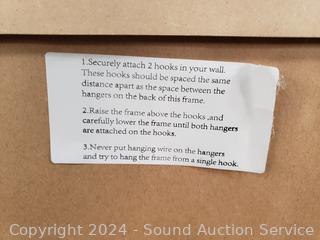 1.Securely attach 2 hooks in your wall.
These hooks should be spaced the same
distance apart as the space between the
hangers on the back of this frame.
2.Raise the frame above the hooks ,and
carefully lower the frame until both hangers
are attached on the hooks.
3.Never put hanging wire on the hangers
and try to hang the frame from a single hook.
Copyright 2024 - Sound Auction Service